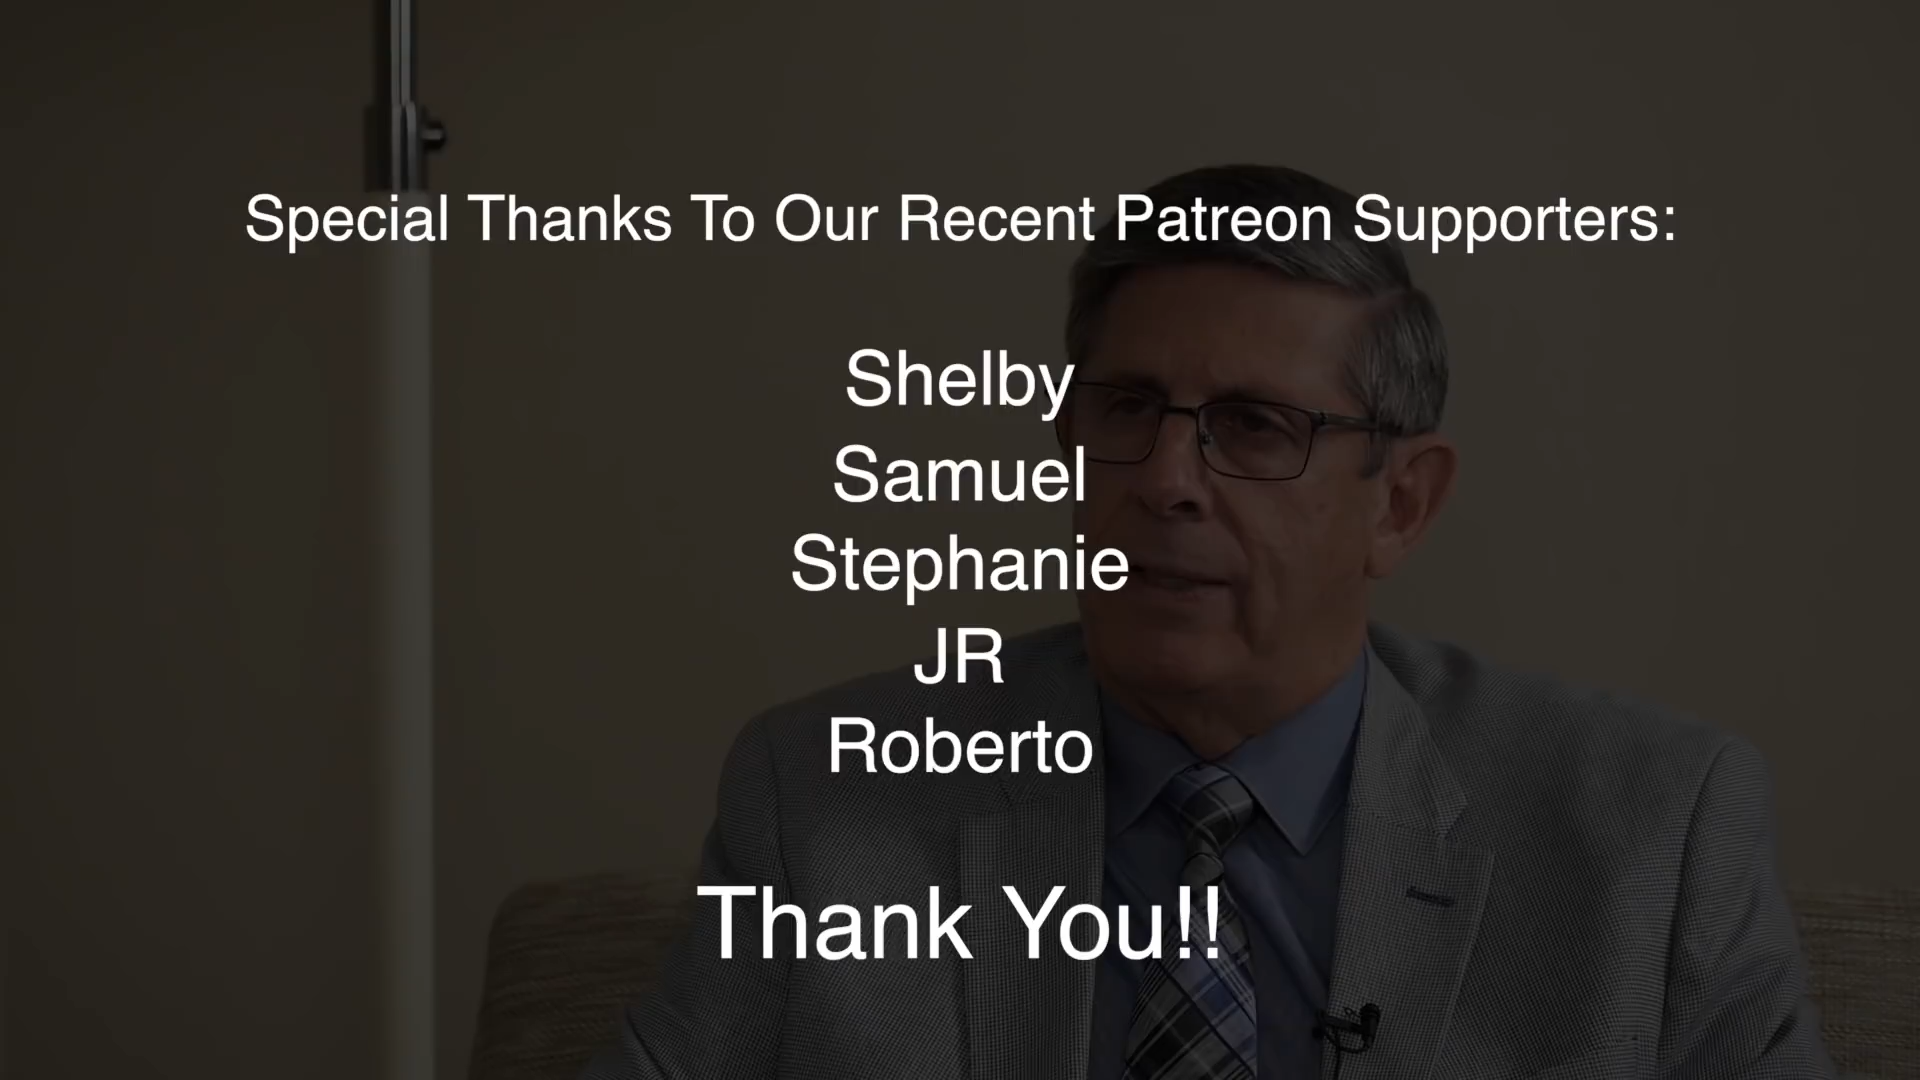 Special Thanks To Our Recent Patreon Supporters:
Shelby
Samuel
Stephanie
JR
Roberto
Thank You!!